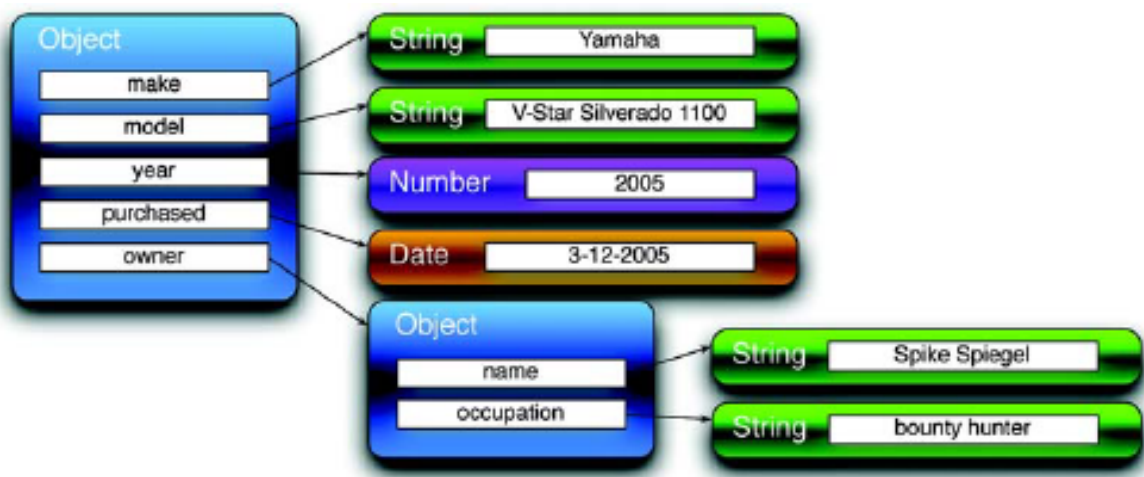 Object
make
model
year
purchased
owner
String Yamaha
String V-Star Silverado 1100
Number 2005
Date 3-12-2005
Object
name
occupation
String Spike Spiegel
String bounty hunter